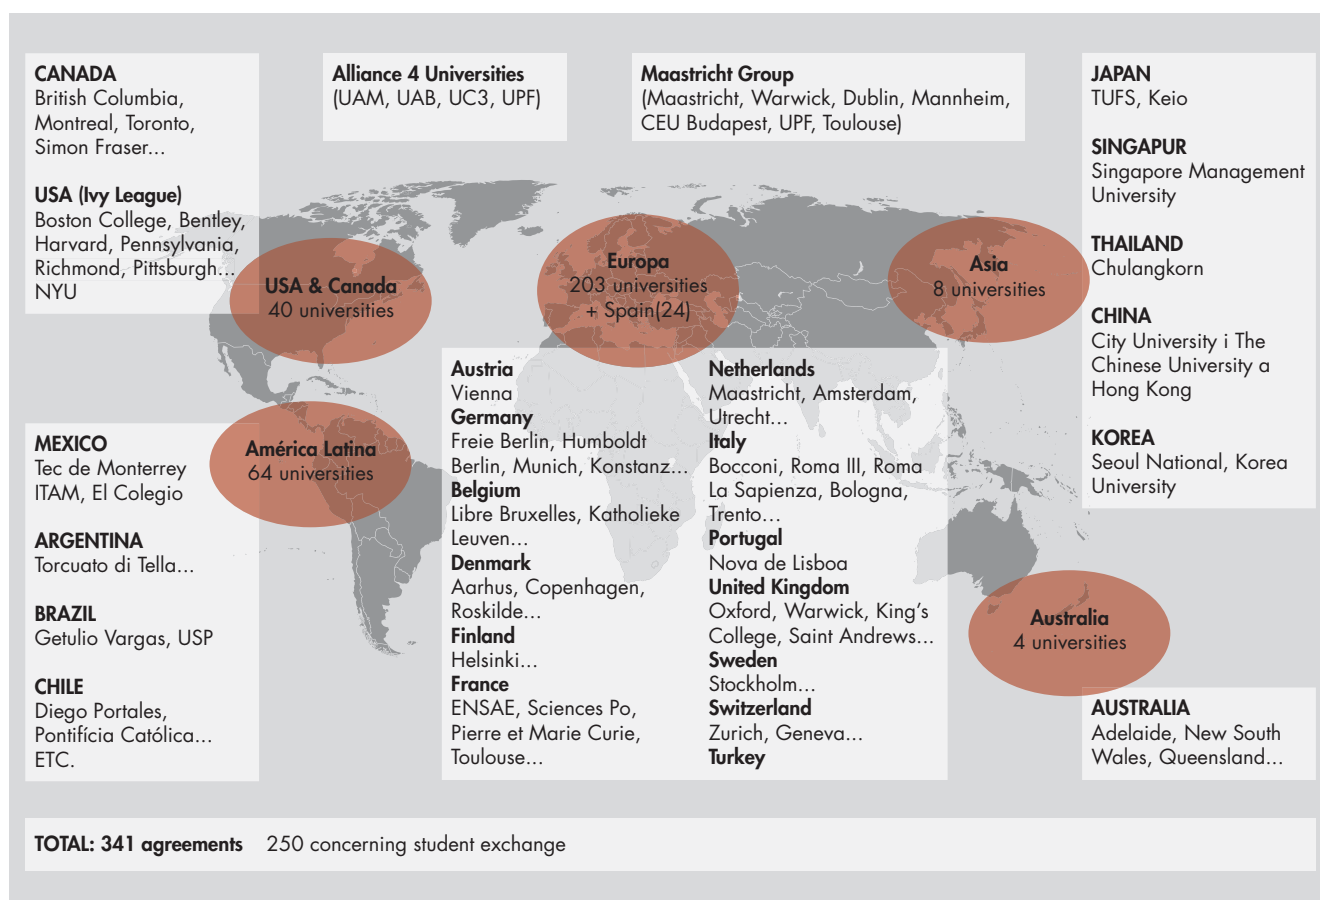 CANADA
British Columbia,
Montreal, Toronto,
Simon Fraser...
USA (Ivy League)
Boston College, Bentley,
Harvard, Pennsylvania,
Richmond, Pittsburgh...
NYU
Alliance 4 Universities
(UAM, UAB, UC3, UPF)
Maastricht Group
(Maastricht, Warwick, Dublin, Mannheim,
CEU Budapest, UPF, Toulouse)
JAPAN
TUFS, Keio
SINGAPUR
Singapore Management
University
THAILAND
Chulangkorn
CHINA
City University i The
Chinese University a
Hong Kong
KOREA
Seoul National, Korea
University
USA & Canada
40 universities
Europa
203 universities
+ Spain(24)
Asia
8 universities
América Latina
64 universities
Australia
4 universities
MEXICO
Tec de Monterrey
ITAM, El Colegio
ARGENTINA
Torcuato di Tella...
BRAZIL
Getulio Vargas, USP
CHILE
Diego Portales,
Pontifícia Católica...
ETC.
Austria
Vienna
Germany
Freie Berlin, Humboldt
Berlin, Munich, Konstanz...
Belgium
Libre Bruxelles, Katholieke
Leuven...
Denmark
Aarhus, Copenhagen,
Roskilde...
Finland
Helsinki...
France
ENSAE, Sciences Po,
Pierre et Marie Curie,
Toulouse...
Netherlands
Maastricht, Amsterdam,
Utrecht...
Italy
Bocconi, Roma III, Roma
La Sapienza, Bologna,
Trento...
Portugal
Nova de Lisboa
United Kingdom
Oxford, Warwick, King's
College, Saint Andrews...
Sweden
Stockholm...
Switzerland
Zurich, Geneva...
Turkey
AUSTRALIA
Adelaide, New South
Wales, Queensland...
TOTAL: 341 agreements 250 concerning student exchange